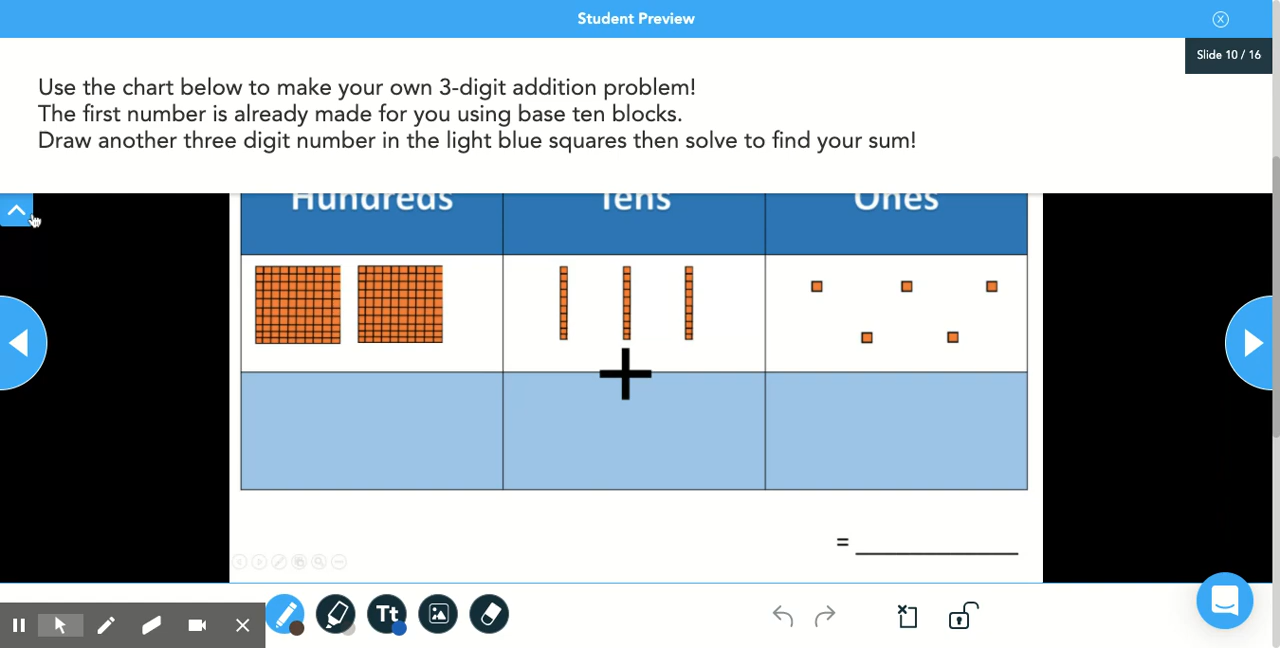 Student Preview
Slide 10 / 16
Use the chart below to make your own 3-digit addition problem!
The first number is already made for you using base ten blocks.
Draw another three digit number in the light blue squares then solve to find your sum!
Hundreds Tens Ones
+
= ____________
Tt